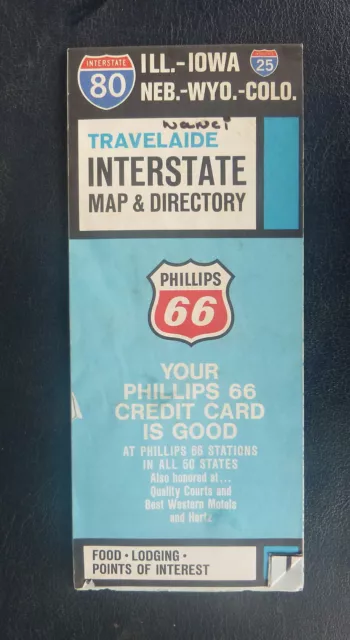 INTERSTATE
80
ILL.-IOWA
INTERSTATE
25
NEB.-WYO.-COLO.
Nanci
TRAVELAIDE
INTERSTATE
MAP & DIRECTORY
PHILLIPS
66
YOUR
PHILLIPS 66
CREDIT CARD
IS GOOD
AT PHILLIPS 66 STATIONS
IN ALL 50 STATES
Also honored at...
Quality Courts and
Best Western Motels
and Hertz
FOOD • LODGING •
POINTS OF INTEREST